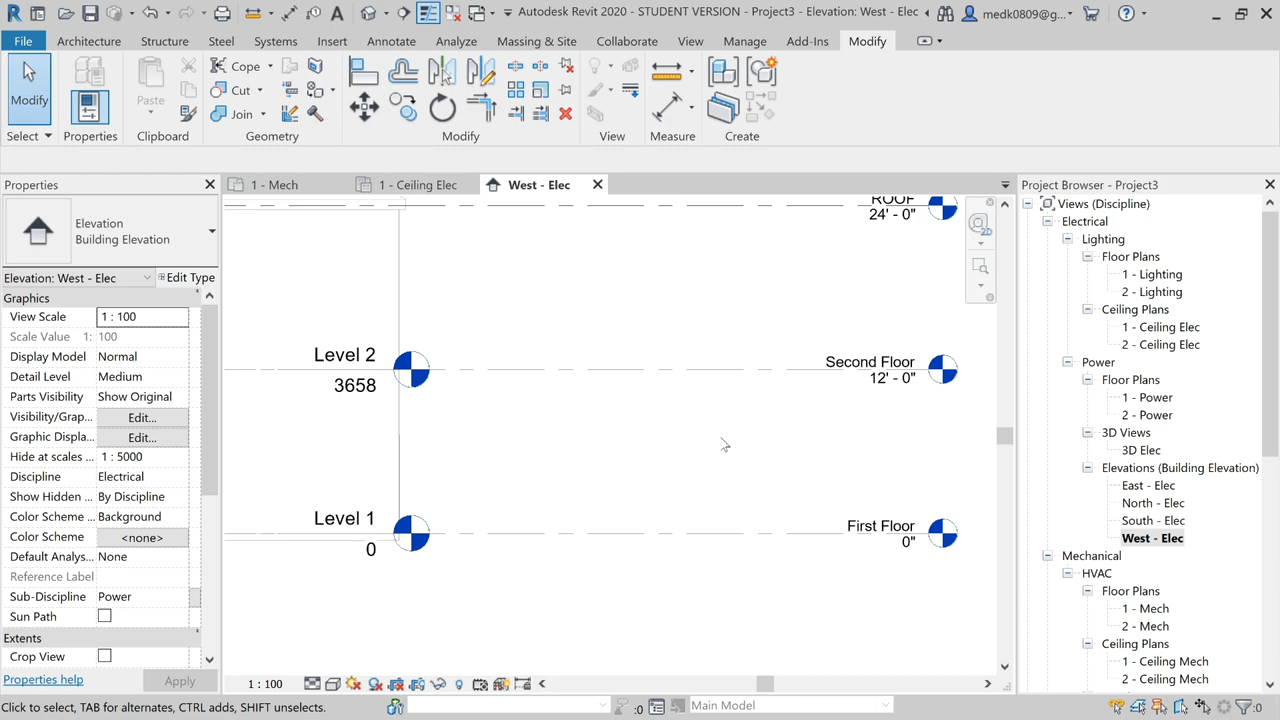 Autodesk Revit 2020 - STUDENT VERSION - Project3 - Elevation: West - Elec
medk0809@g...
File Architecture Structure Steel Systems Insert Annotate Analyze Massing & Site Collaborate View Manage Add-Ins Modify
Modify
Paste
Cope
Cut
Join
Select
Properties
Clipboard
Geometry
Modify
View
Measure
Create
Properties
1 - Mech
1 - Ceiling Elec
West - Elec
Project Browser - Project3
Elevation
Building Elevation
Elevation: West - Elec
Edit Type
Graphics
View Scale 1 : 100
Scale Value 1: 100
Display Model Normal
Detail Level Medium
Parts Visibility Show Original
Visibility/Grap... Edit...
Graphic Displa... Edit...
Hide at scales ... 1 : 5000
Discipline Electrical
Show Hidden ... By Discipline
Color Scheme ... Background
Color Scheme <none>
Default Analys... None
Reference Label
Sub-Discipline Power
Sun Path
Extents
Crop View
Properties help
Apply
ROOF
24' - 0"
Level 2
3658
Second Floor
12' - 0"
Level 1
0
First Floor
0"
2D
Views (Discipline)
Electrical
Lighting
Floor Plans
1 - Lighting
2 - Lighting
Ceiling Plans
1 - Ceiling Elec
2 - Ceiling Elec
Power
Floor Plans
1 - Power
2 - Power
3D Views
3D Elec
Elevations (Building Elevation)
East - Elec
North - Elec
South - Elec
West - Elec
Mechanical
HVAC
Floor Plans
1 - Mech
2 - Mech
Ceiling Plans
1 - Ceiling Mech
2 - Ceiling Mech
1 : 100
Click to select, TAB for alternates, CTRL adds, SHIFT unselects.
:0
Main Model
:0